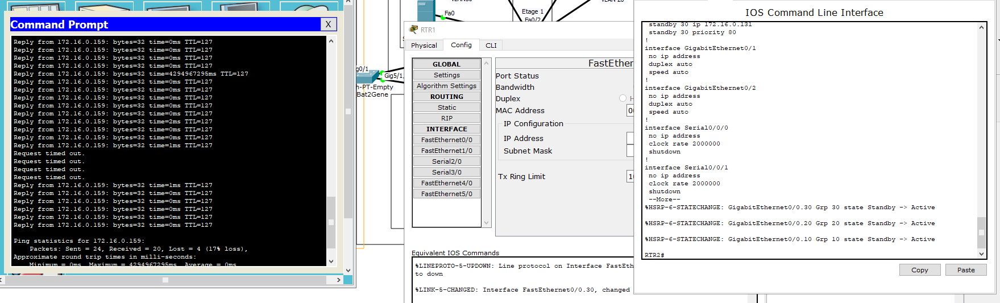 Command Prompt
X
Reply from 172.16.0.159: bytes=32 time=0ms TTL=127
Reply from 172.16.0.159: bytes=32 time=0ms TTL=127
Reply from 172.16.0.159: bytes=32 time=0ms TTL=127
Reply from 172.16.0.159: bytes=32 time=0ms TTL=127
Reply from 172.16.0.159: bytes=32 time=4294967295ms TTL=127
Reply from 172.16.0.159: bytes=32 time=0ms TTL=127
Reply from 172.16.0.159: bytes=32 time=0ms TTL=127
Reply from 172.16.0.159: bytes=32 time=0ms TTL=127
Reply from 172.16.0.159: bytes=32 time=0ms TTL=127
Reply from 172.16.0.159: bytes=32 time=0ms TTL=127
Reply from 172.16.0.159: bytes=32 time=2ms TTL=127
Reply from 172.16.0.159: bytes=32 time=0ms TTL=127
Reply from 172.16.0.159: bytes=32 time=0ms TTL=127
Reply from 172.16.0.159: bytes=32 time=1ms TTL=127
Request timed out.
Request timed out.
Request timed out.
Request timed out.
Reply from 172.16.0.159: bytes=32 time=1ms TTL=127
Reply from 172.16.0.159: bytes=32 time=0ms TTL=127
Reply from 172.16.0.159: bytes=32 time=0ms TTL=127
Reply from 172.16.0.159: bytes=32 time=0ms TTL=127
Reply from 172.16.0.159: bytes=32 time=0ms TTL=127
Reply from 172.16.0.159: bytes=32 time=0ms TTL=127
Ping statistics for 172.16.0.159:
Packets: Sent = 24, Received = 20, Lost = 4 (17% loss),
Approximate round trip times in milli-seconds:
Minimum = 0ms, Maximum = 4294967295ms, Average = 0ms
Fa0
Etage 1
Fa0/2
VLAN 20
g0/1
Gig5/1
h-PT-Empty
Bat2Gene
RTR1
Physical
Config
CLI
GLOBAL
Settings
Algorithm Settings
ROUTING
Static
RIP
INTERFACE
FastEthernet0/0
FastEthernet1/0
Serial2/0
Serial3/0
FastEthernet4/0
FastEthernet5/0
FastEther
Port Status
Bandwidth
Duplex
H
MAC Address
00
IP Configuration
IP Address
Subnet Mask
Tx Ring Limit
10
Equivalent IOS Commands
%LINEPROTO-5-UPDOWN: Line protocol on Interface FastEth
to down
%LINK-5-CHANGED: Interface FastEthernet0/0.30, changed
IOS Command Line Interface
standby 30 ip 172.16.0.131
standby 30 priority 80
!
interface GigabitEthernet0/1
no ip address
duplex auto
speed auto
!
interface GigabitEthernet0/2
no ip address
duplex auto
speed auto
!
interface Serial0/0/0
no ip address
clock rate 2000000
shutdown
!
interface Serial0/0/1
no ip address
clock rate 2000000
shutdown
--More--
%HSRP-6-STATECHANGE: GigabitEthernet0/0.30 Grp 30 state Standby -> Active
%HSRP-6-STATECHANGE: GigabitEthernet0/0.20 Grp 20 state Standby -> Active
%HSRP-6-STATECHANGE: GigabitEthernet0/0.10 Grp 10 state Standby -> Active
RTR2#
Copy
Paste